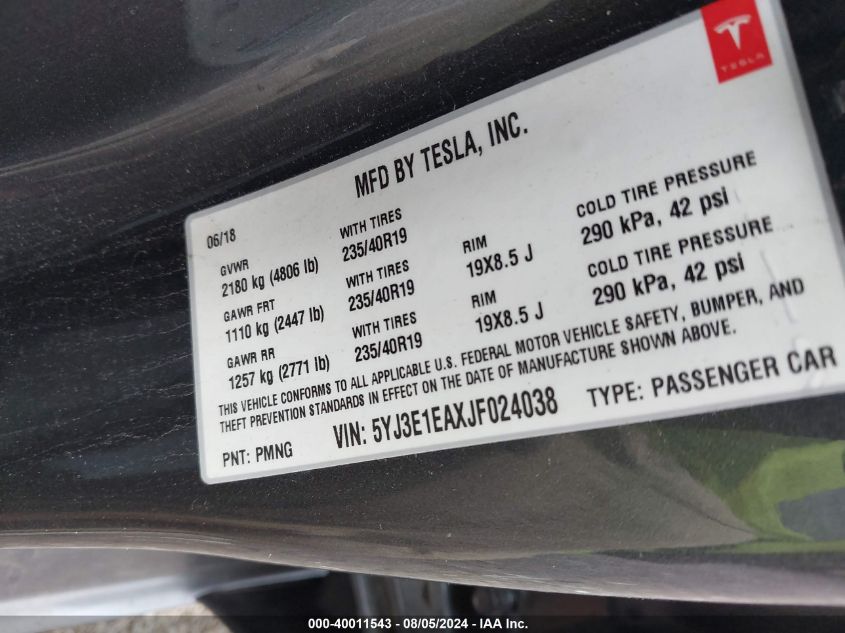 TESLA
MFD BY TESLA, INC.
06/18
GVWR
2180 kg (4806 lb)
WITH TIRES
235/40R19
RIM
19X8.5 J
COLD TIRE PRESSURE
290 kPa, 42 psi
GAWR FRT
1110 kg (2447 lb)
WITH TIRES
235/40R19
RIM
19X8.5 J
COLD TIRE PRESSURE
290 kPa, 42 psi
GAWR RR
1257 kg (2771 lb)
WITH TIRES
235/40R19
THIS VEHICLE CONFORMS TO ALL APPLICABLE U.S. FEDERAL MOTOR VEHICLE SAFETY, BUMPER, AND
THEFT PREVENTION STANDARDS IN EFFECT ON THE DATE OF MANUFACTURE SHOWN ABOVE.
PNT: PMNG
VIN: 5YJ3E1EAXJF024038
TYPE: PASSENGER CAR
000-40011543 - 08/05/2024 - IAA Inc.